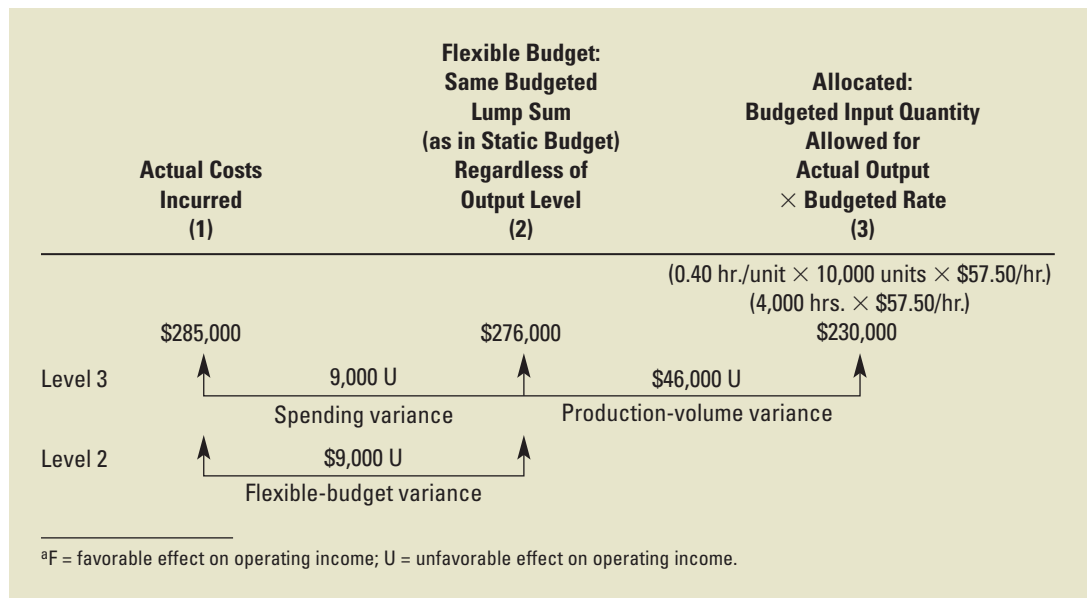 Flexible Budget:
Same Budgeted
Lump Sum
(as in Static Budget)
Regardless of
Output Level
(2)
Allocated:
Budgeted Input Quantity
Allowed for
Actual Output
× Budgeted Rate
(3)
Actual Costs
Incurred
(1)
(0.40 hr./unit × 10,000 units × $57.50/hr.)
(4,000 hrs. × $57.50/hr.)
$285,000 $276,000 $230,000
Level 3 9,000 U $46,000 U
Spending variance Production-volume variance
Level 2 $9,000 U
Flexible-budget variance
ᵃF = favorable effect on operating income; U = unfavorable effect on operating income.